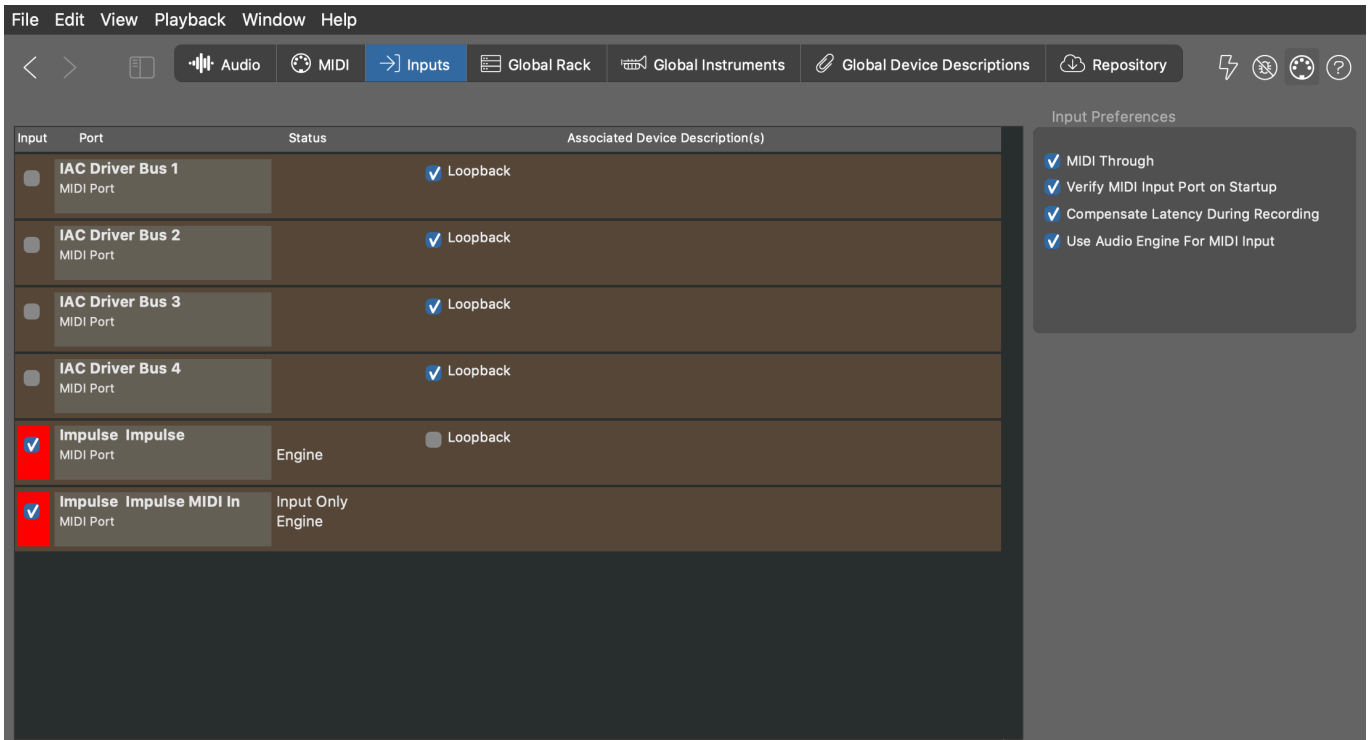 File Edit View Playback Window Help
Audio MIDI Inputs Global Rack Global Instruments Global Device Descriptions Repository
Input Port Status Associated Device Description(s)
IAC Driver Bus 1
MIDI Port
Loopback
IAC Driver Bus 2
MIDI Port
Loopback
IAC Driver Bus 3
MIDI Port
Loopback
IAC Driver Bus 4
MIDI Port
Loopback
Impulse  Impulse
MIDI Port
Engine
Loopback
Impulse  Impulse MIDI In
MIDI Port
Input Only
Engine
Input Preferences
MIDI Through
Verify MIDI Input Port on Startup
Compensate Latency During Recording
Use Audio Engine For MIDI Input